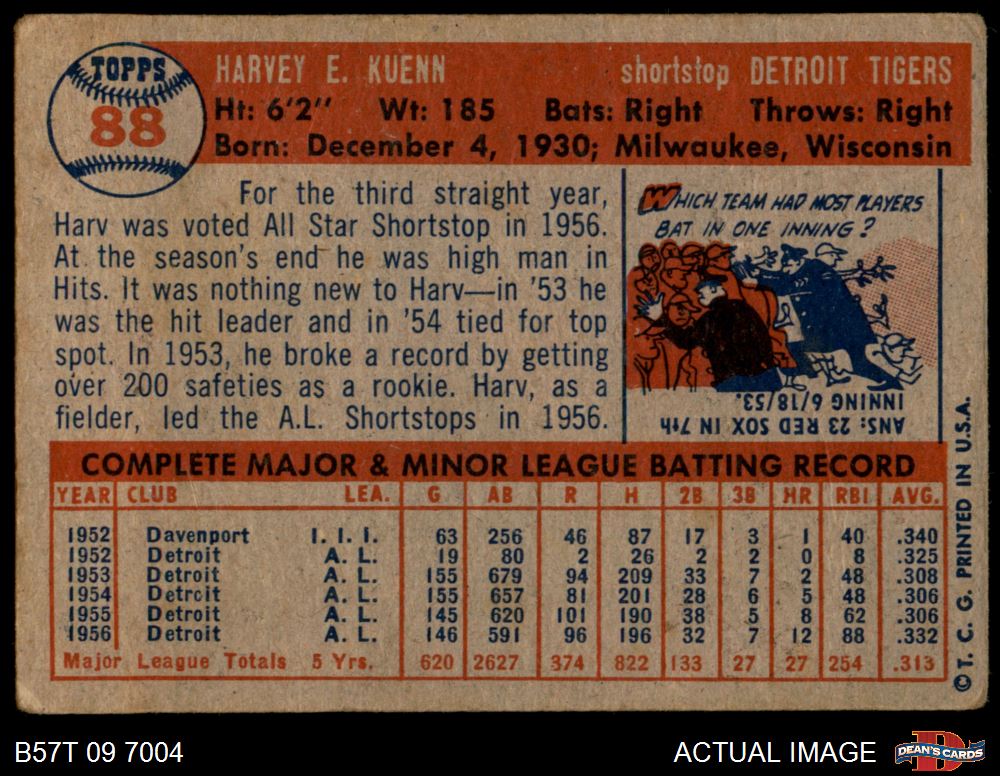 TOPPS
88
HARVEY E. KUENN shortstop DETROIT TIGERS
Ht: 6'2" Wt: 185 Bats: Right Throws: Right
Born: December 4, 1930; Milwaukee, Wisconsin
For the third straight year,
Harv was voted All Star Shortstop in 1956.
At the season's end he was high man in
Hits. It was nothing new to Harv—in '53 he
was the hit leader and in '54 tied for top
spot. In 1953, he broke a record by getting
over 200 safeties as a rookie. Harv, as a
fielder, led the A.L. Shortstops in 1956.
WHICH TEAM HAD MOST PLAYERS
BAT IN ONE INNING?
ANS: 23 RED SOX IN 7th
INNING 6/18/53.
COMPLETE MAJOR & MINOR LEAGUE BATTING RECORD
YEAR CLUB LEA. G AB R H 2B 3B HR RBI AVG.
1952 Davenport I. I. I. 63 256 46 87 17 3 1 40 .340
1952 Detroit A. L. 19 80 2 26 2 2 0 8 .325
1953 Detroit A. L. 155 679 94 209 33 7 2 48 .308
1954 Detroit A. L. 155 657 81 201 28 6 5 48 .306
1955 Detroit A. L. 145 620 101 190 38 5 8 62 .306
1956 Detroit A. L. 146 591 96 196 32 7 12 88 .332
Major League Totals 5 Yrs. 620 2627 374 822 133 27 27 254 .313
© T. C. G. PRINTED IN U.S.A.
B57T 09 7004
ACTUAL IMAGE
D
DEAN'S CARDS